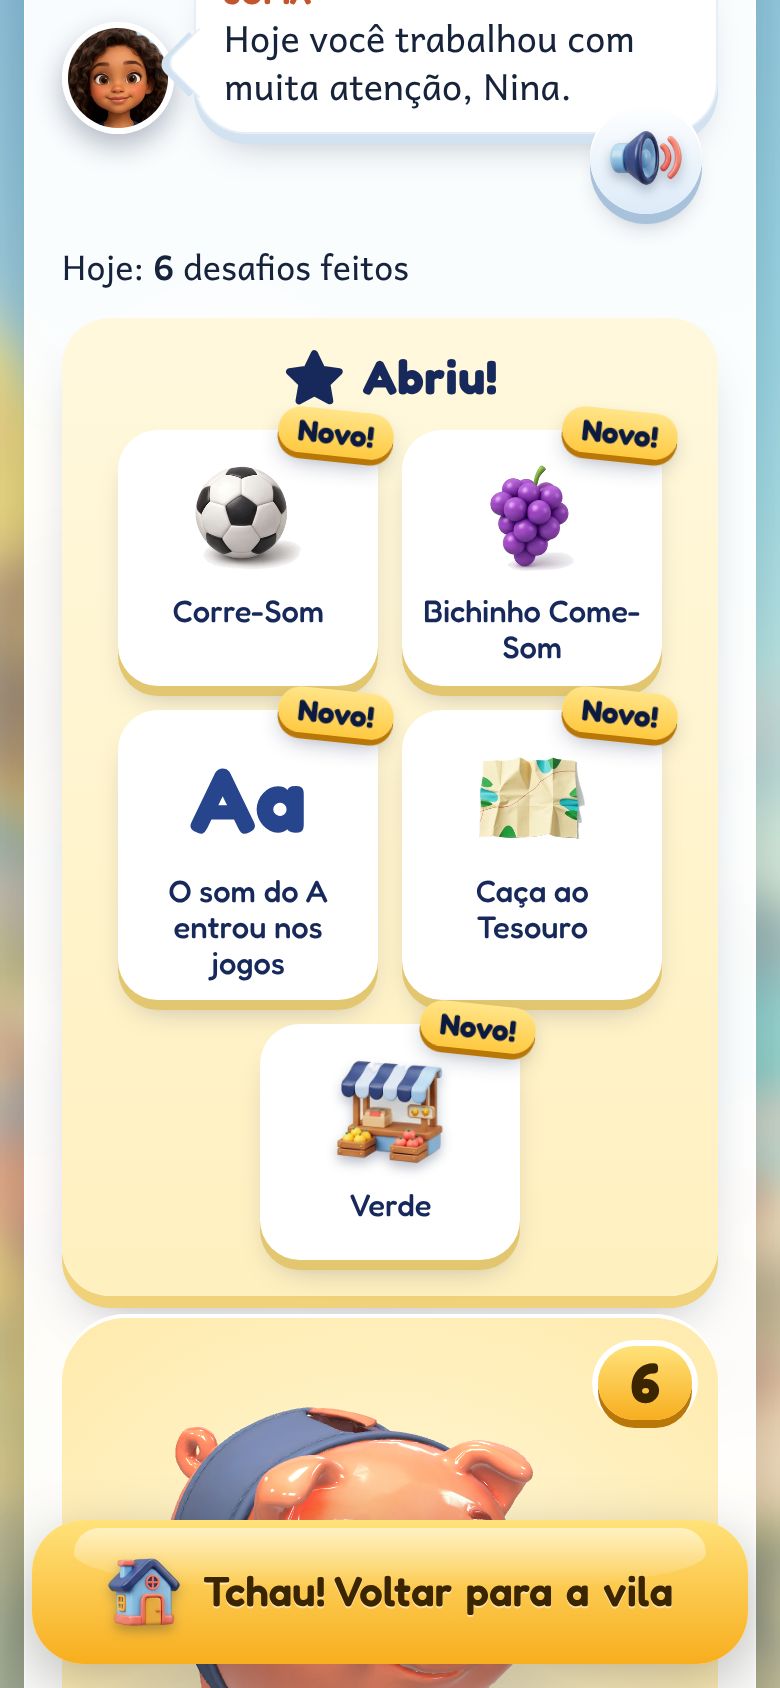 Hoje você trabalhou com
muita atenção, Nina.
Hoje: 6 desafios feitos
Abriu!
Novo!
Novo!
Corre-Som
Bichinho Come-
Som
Novo!
Novo!
Aa
O som do A
entrou nos
jogos
Caça ao
Tesouro
Novo!
Verde
6
Tchau! Voltar para a vila